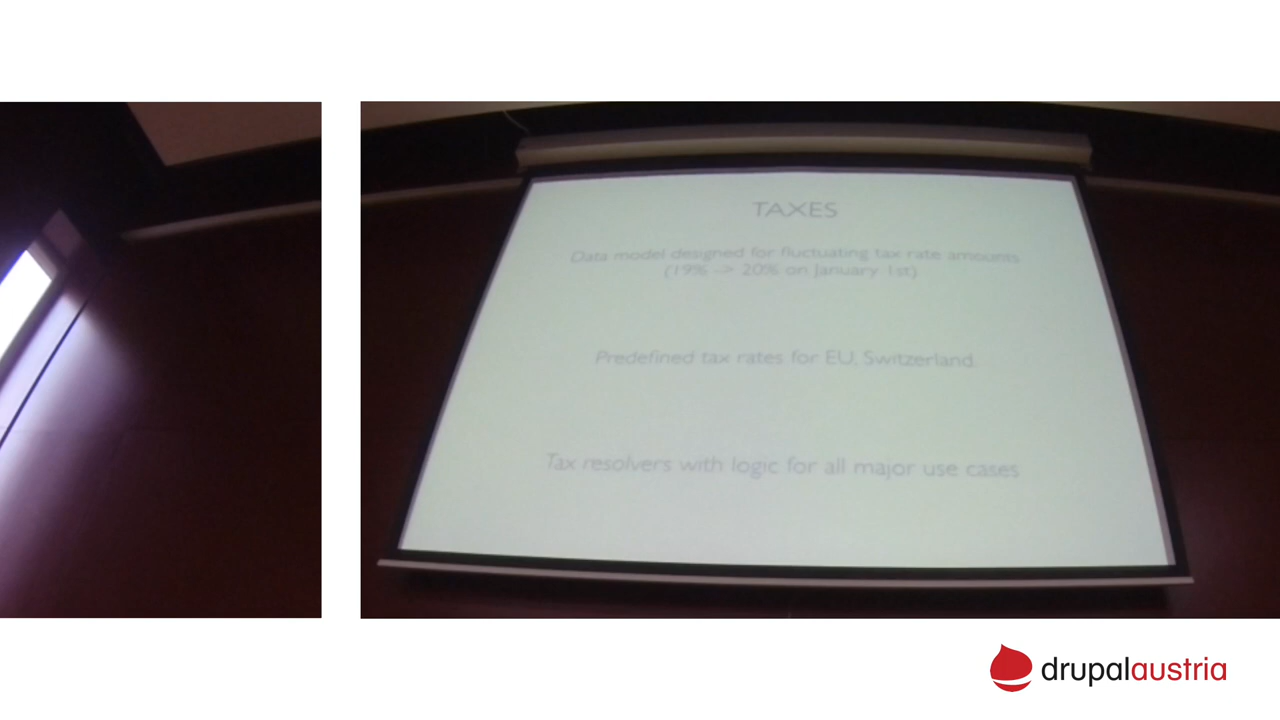 TAXES
Data model designed for fluctuating tax rate amounts
(19% -> 20% on January 1st)
Predefined tax rates for EU, Switzerland.
Tax resolvers with logic for all major use cases
drupalaustria